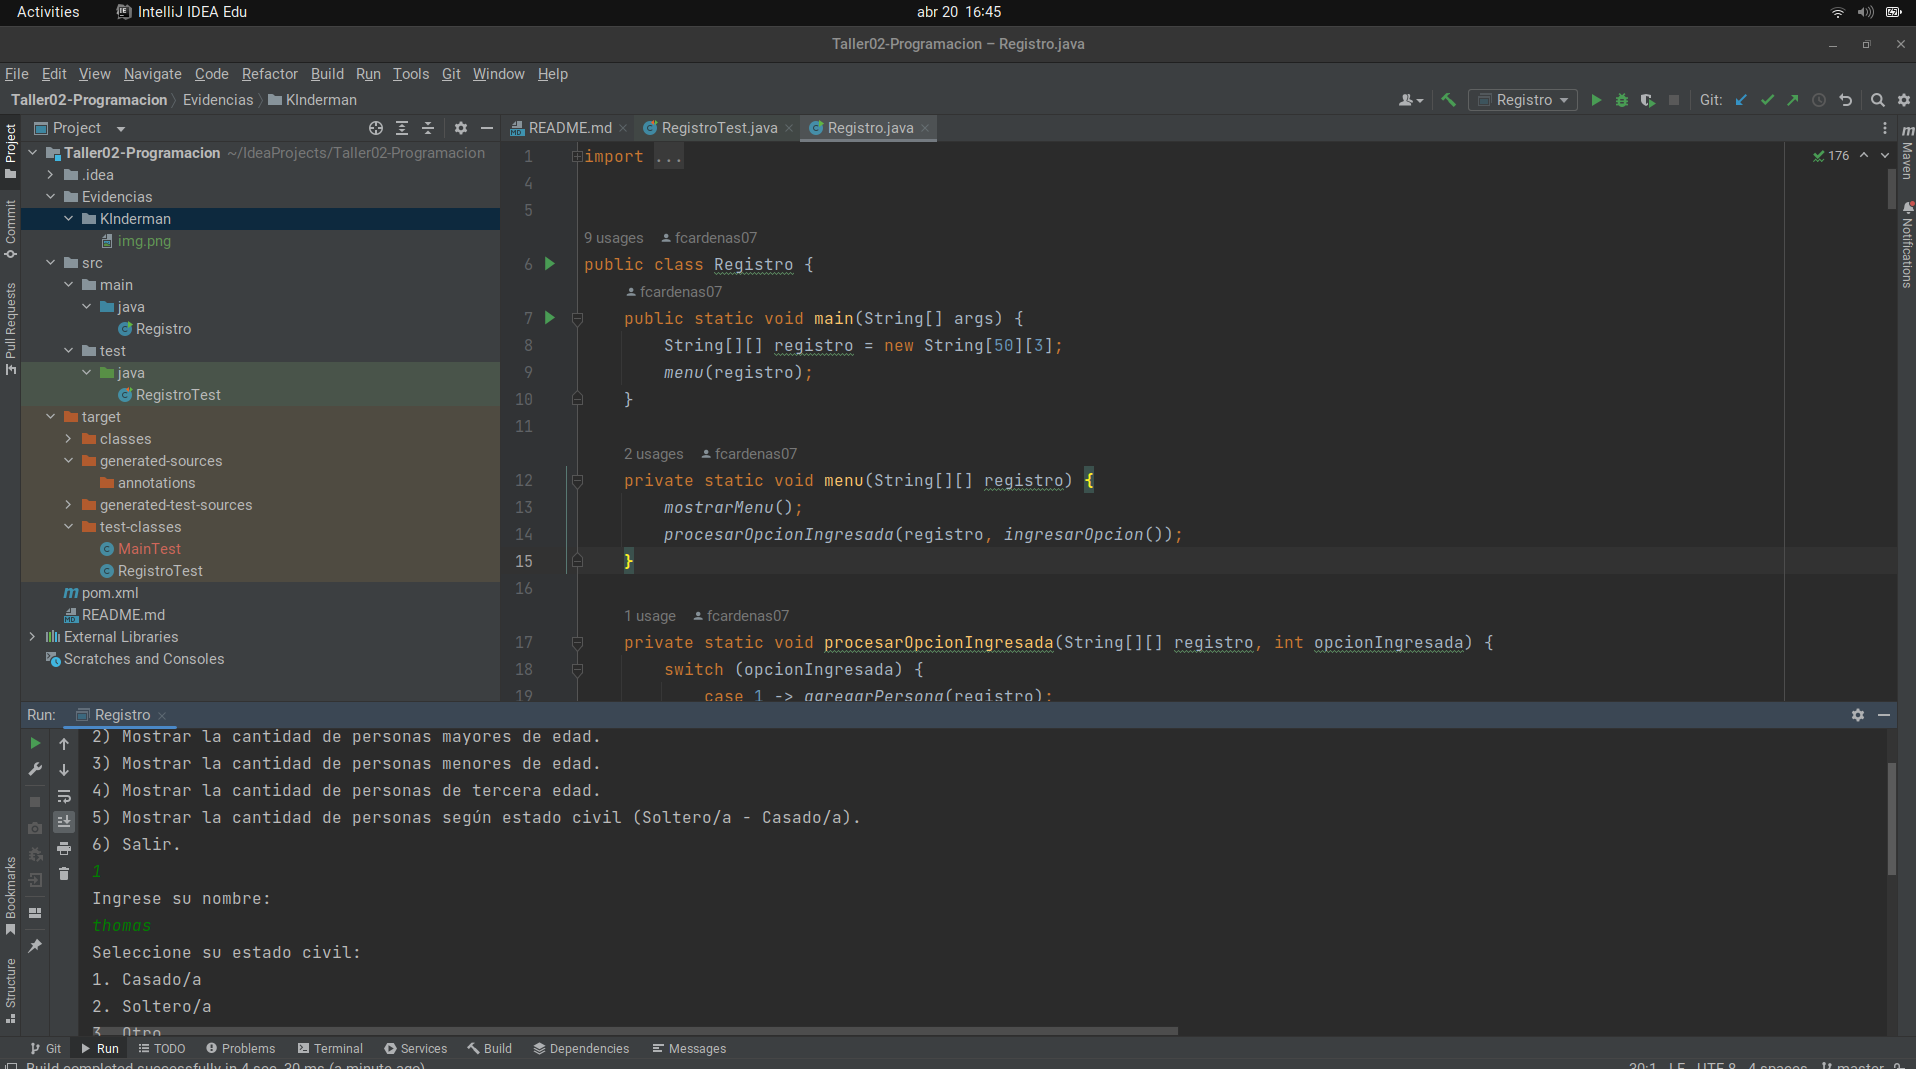 Activities IntelliJ IDEA Edu abr 20 16:45
Taller02-Programacion – Registro.java
File Edit View Navigate Code Refactor Build Run Tools Git Window Help
Taller02-Programacion Evidencias KInderman Registro Git:
Project
README.md RegistroTest.java Registro.java
Taller02-Programacion ~/IdeaProjects/Taller02-Programacion
.idea
Evidencias
KInderman
img.png
src
main
java
Registro
test
java
RegistroTest
target
classes
generated-sources
annotations
generated-test-sources
test-classes
MainTest
RegistroTest
pom.xml
README.md
External Libraries
Scratches and Consoles
Project
Commit
Pull Requests
Bookmarks
Structure
176
m
Maven
Notifications
1 import ...
4
5
9 usages fcardenas07
6 public class Registro {
fcardenas07
7 public static void main(String[] args) {
8 String[][] registro = new String[50][3];
9 menu(registro);
10 }
11
2 usages fcardenas07
12 private static void menu(String[][] registro) {
13 mostrarMenu();
14 procesarOpcionIngresada(registro, ingresarOpcion());
15 }
16
1 usage fcardenas07
17 private static void procesarOpcionIngresada(String[][] registro, int opcionIngresada) {
18 switch (opcionIngresada) {
19 case 1 -> agregarPersona(registro);
Run: Registro
2) Mostrar la cantidad de personas mayores de edad.
3) Mostrar la cantidad de personas menores de edad.
4) Mostrar la cantidad de personas de tercera edad.
5) Mostrar la cantidad de personas según estado civil (Soltero/a - Casado/a).
6) Salir.
1
Ingrese su nombre:
thomas
Seleccione su estado civil:
1. Casado/a
2. Soltero/a
3. Otro
Git Run TODO Problems Terminal Services Build Dependencies Messages
Build completed successfully in 4 sec, 30 ms (a minute ago) 30:1 LF UTF-8 4 spaces master